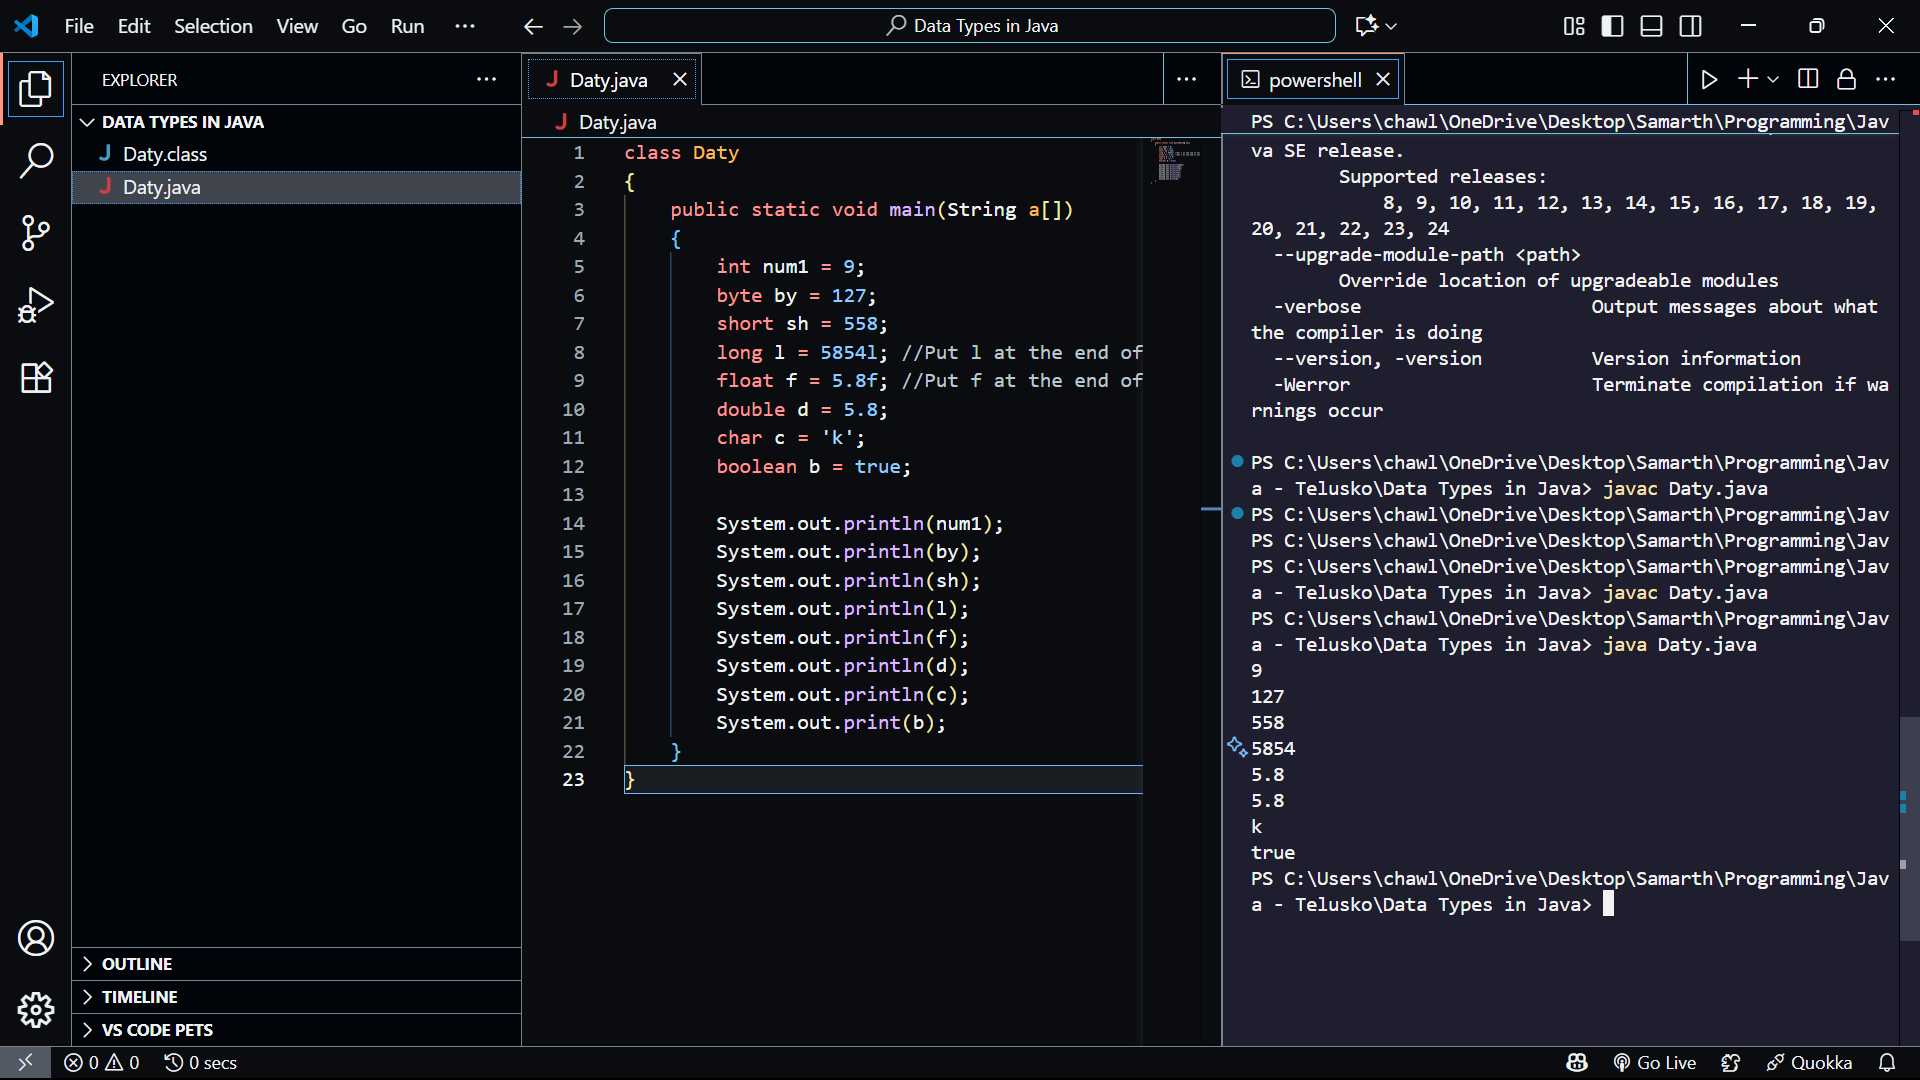 File Edit Selection View Go Run
Data Types in Java
EXPLORER
DATA TYPES IN JAVA
J Daty.class
J Daty.java
OUTLINE
TIMELINE
VS CODE PETS
J Daty.java
J Daty.java
1 class Daty
2 {
3 public static void main(String a[])
4 {
5 int num1 = 9;
6 byte by = 127;
7 short sh = 558;
8 long l = 5854l; //Put l at the end of
9 float f = 5.8f; //Put f at the end of
10 double d = 5.8;
11 char c = 'k';
12 boolean b = true;
13
14 System.out.println(num1);
15 System.out.println(by);
16 System.out.println(sh);
17 System.out.println(l);
18 System.out.println(f);
19 System.out.println(d);
20 System.out.println(c);
21 System.out.print(b);
22 }
23 }
powershell
PS C:\Users\chawl\OneDrive\Desktop\Samarth\Programming\Jav
va SE release.
Supported releases:
8, 9, 10, 11, 12, 13, 14, 15, 16, 17, 18, 19,
20, 21, 22, 23, 24
--upgrade-module-path <path>
Override location of upgradeable modules
-verbose Output messages about what
the compiler is doing
--version, -version Version information
-Werror Terminate compilation if wa
rnings occur
PS C:\Users\chawl\OneDrive\Desktop\Samarth\Programming\Jav
a - Telusko\Data Types in Java> javac Daty.java
PS C:\Users\chawl\OneDrive\Desktop\Samarth\Programming\Jav
PS C:\Users\chawl\OneDrive\Desktop\Samarth\Programming\Jav
PS C:\Users\chawl\OneDrive\Desktop\Samarth\Programming\Jav
a - Telusko\Data Types in Java> javac Daty.java
PS C:\Users\chawl\OneDrive\Desktop\Samarth\Programming\Jav
a - Telusko\Data Types in Java> java Daty.java
9
127
558
5854
5.8
5.8
k
true
PS C:\Users\chawl\OneDrive\Desktop\Samarth\Programming\Jav
a - Telusko\Data Types in Java>
0 0 0 secs
Go Live Quokka